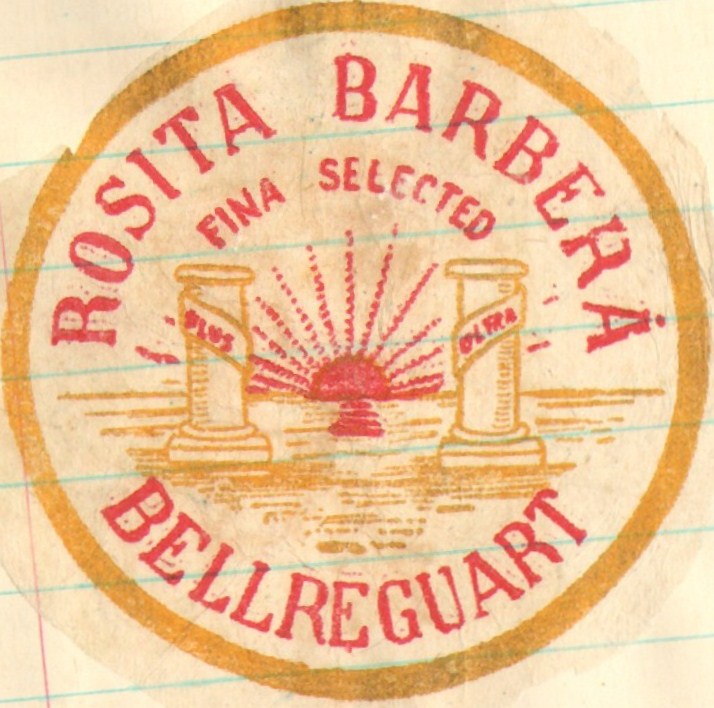 ROSITA BARBERÁ
FINA SELECTED
PLUS
ULTRA
BELLREGUART